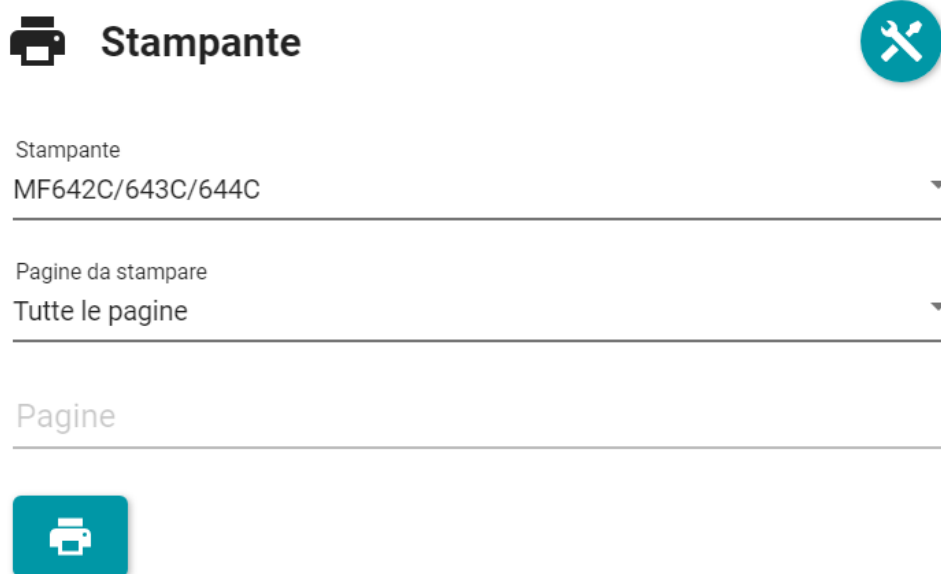 Stampante
Stampante
MF642C/643C/644C
Pagine da stampare
Tutte le pagine
Pagine